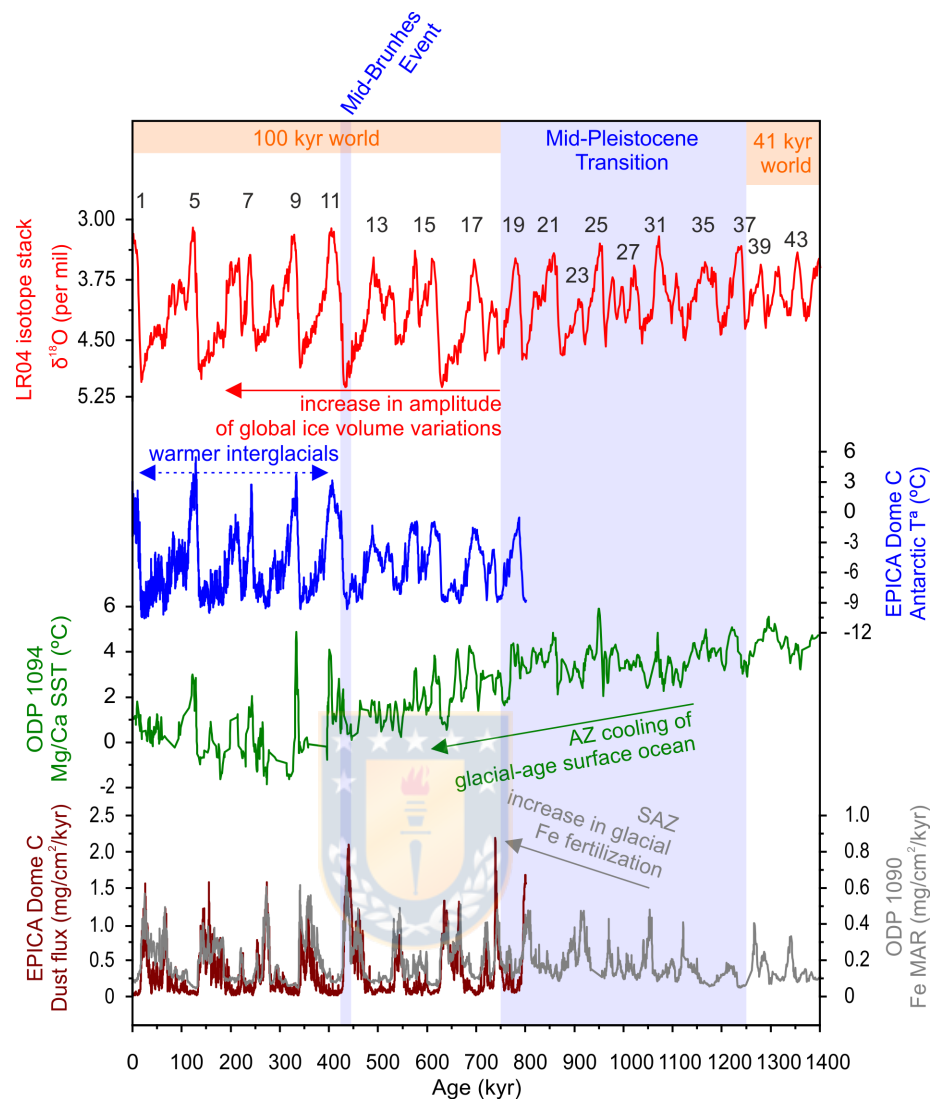 Mid-Brunhes
Event
100 kyr world
Mid-Pleistocene
Transition
41 kyr
world
1 5 7 9 11 13 15 17 19 21 23 25 27 31 35 37 39 43
LR04 isotope stack
δ¹⁸O (per mil)
3.00
3.75
4.50
5.25
increase in amplitude
of global ice volume variations
warmer interglacials
6
3
0
-3
-6
-9
-12
EPICA Dome C
Antarctic Tª (ºC)
ODP 1094
Mg/Ca SST (ºC)
6
4
2
0
-2
AZ cooling of
glacial-age surface ocean
SAZ
increase in glacial
Fe fertilization
EPICA Dome C
Dust flux (mg/cm²/kyr)
2.5
2.0
1.5
1.0
0.5
0
1.0
0.8
0.6
0.4
0.2
0
ODP 1090
Fe MAR (mg/cm²/kyr)
0 100 200 300 400 500 600 700 800 900 1000 1100 1200 1300 1400
Age (kyr)